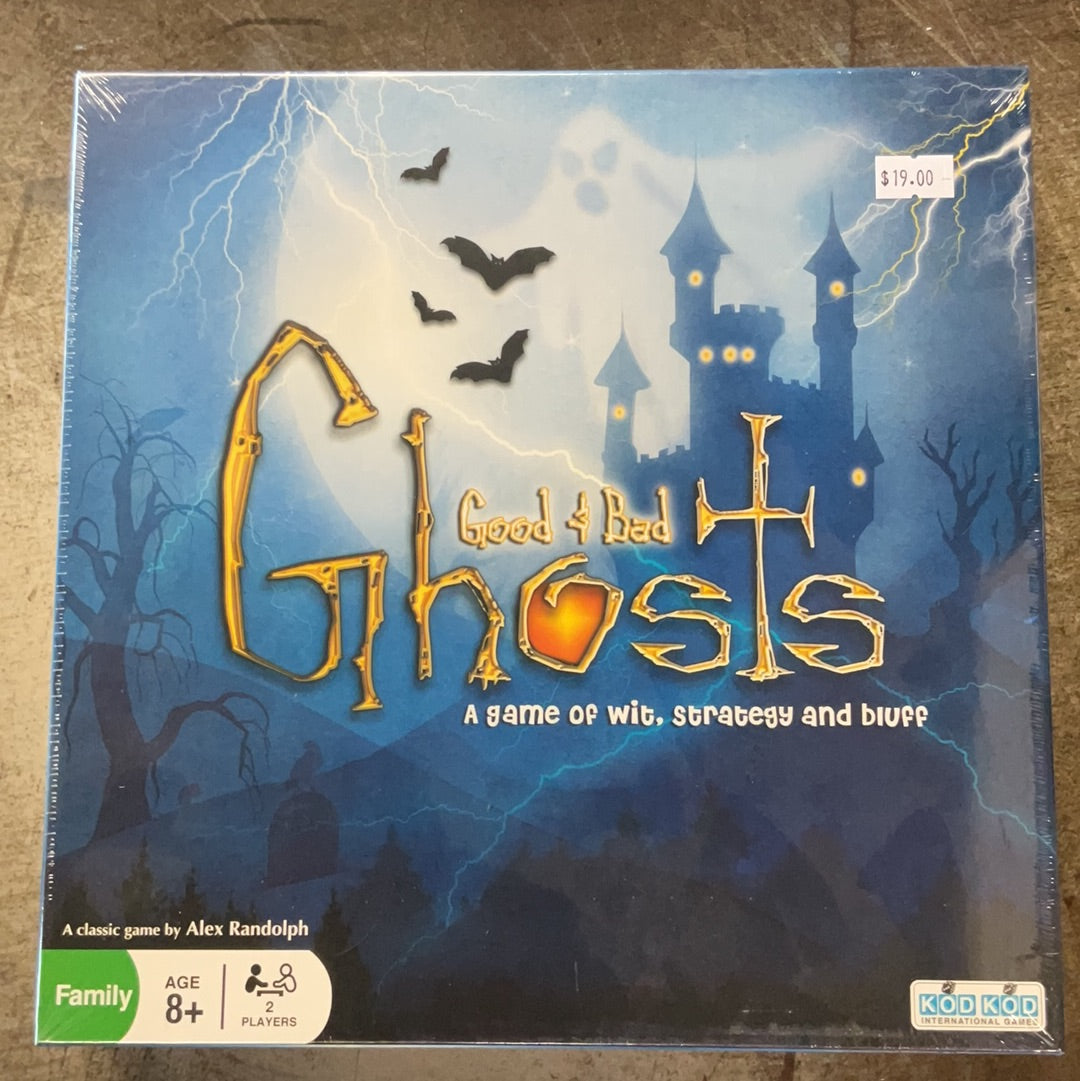 $19.00
Good & Bad
Ghosts
A game of wit, strategy and bluff
A classic game by Alex Randolph
Family
AGE
8+
2
PLAYERS
KOD KOD
INTERNATIONAL GAMES